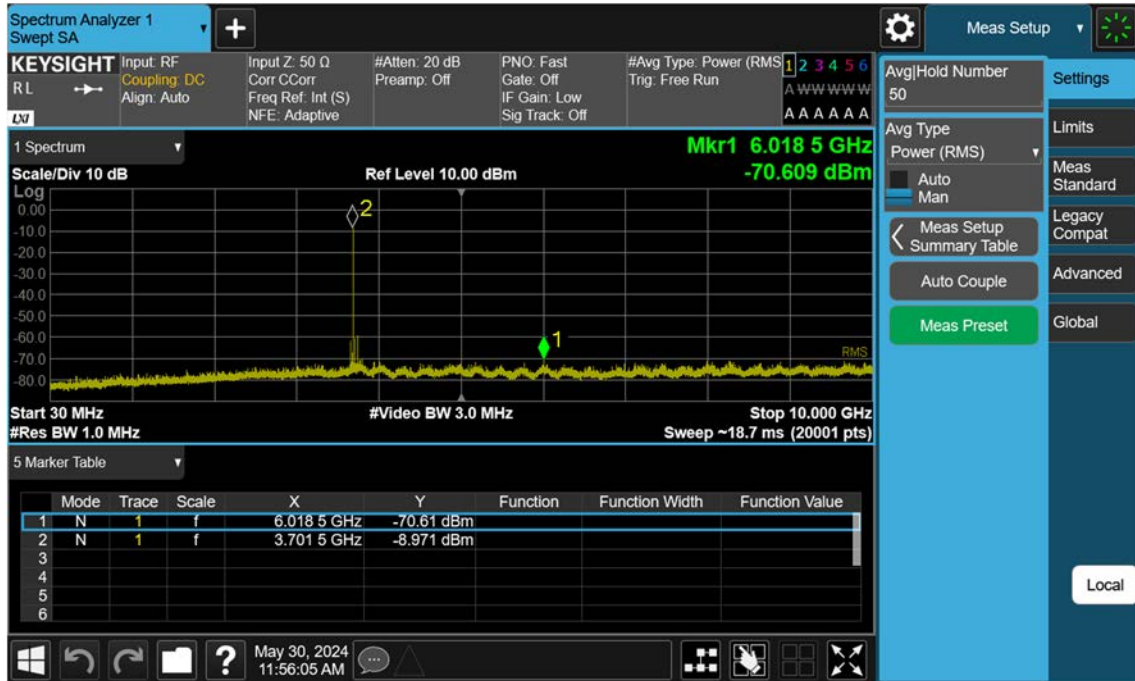 Spectrum Analyzer 1
Swept SA
+
Meas Setup
KEYSIGHT
R L
LXI
Input: RF
Coupling: DC
Align: Auto
Input Z: 50 Ω
Corr CCorr
Freq Ref: Int (S)
NFE: Adaptive
#Atten: 20 dB
Preamp: Off
PNO: Fast
Gate: Off
IF Gain: Low
Sig Track: Off
#Avg Type: Power (RMS)
Trig: Free Run
1 2 3 4 5 6
A W W W W W
A A A A A A
1 Spectrum
Mkr1 6.018 5 GHz
Scale/Div 10 dB
Ref Level 10.00 dBm
-70.609 dBm
Log
0.00
-10.0
-20.0
-30.0
-40.0
-50.0
-60.0
-70.0
-80.0
2
1
RMS
Start 30 MHz
#Video BW 3.0 MHz
Stop 10.000 GHz
#Res BW 1.0 MHz
Sweep ~18.7 ms (20001 pts)
5 Marker Table
Mode Trace Scale X Y Function Function Width Function Value
1 N 1 f 6.018 5 GHz -70.61 dBm
2 N 1 f 3.701 5 GHz -8.971 dBm
3
4
5
6
?
May 30, 2024
11:56:05 AM
Avg|Hold Number
50
Avg Type
Power (RMS)
Auto
Man
Meas Setup
Summary Table
Auto Couple
Meas Preset
Settings
Limits
Meas
Standard
Legacy
Compat
Advanced
Global
Local